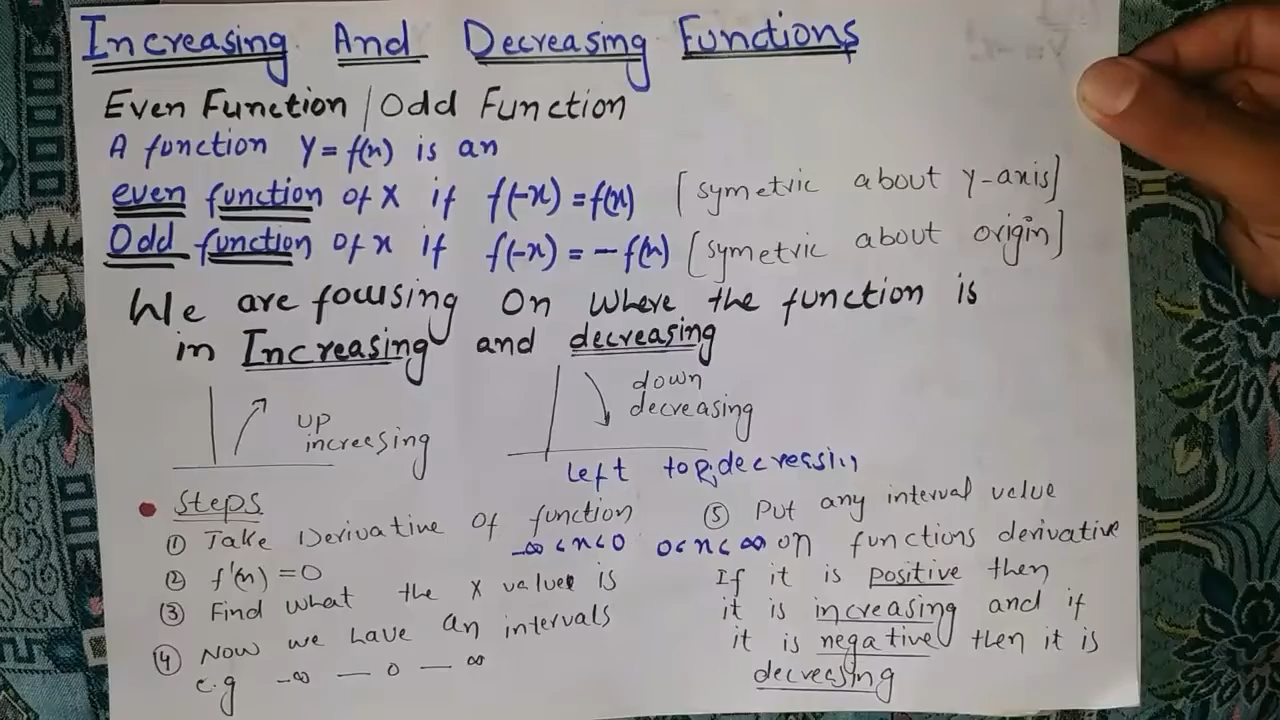 Increasing And Decreasing Functions
Even Function / Odd Function
A function Y = f(x) is an
even function of X if f(-x) = f(x) [symetric about Y-axis]
Odd function of x if f(-x) = -f(x) [symetric about origin]
We are focusing On Where the function is
in Increasing and decreasing
up
increesing
down
decreasing
Left to decressin
Steps
① Take Derivative Of function
-∞ < x < 0 0 < x < ∞
② f'(x) = 0
③ Find what the X values is
④ Now we have an intervals
e.g -∞ — 0 — ∞
⑤ Put any interval value
on functions derivative
If it is positive then
it is increasing and if
it is negative then it is
decreasing